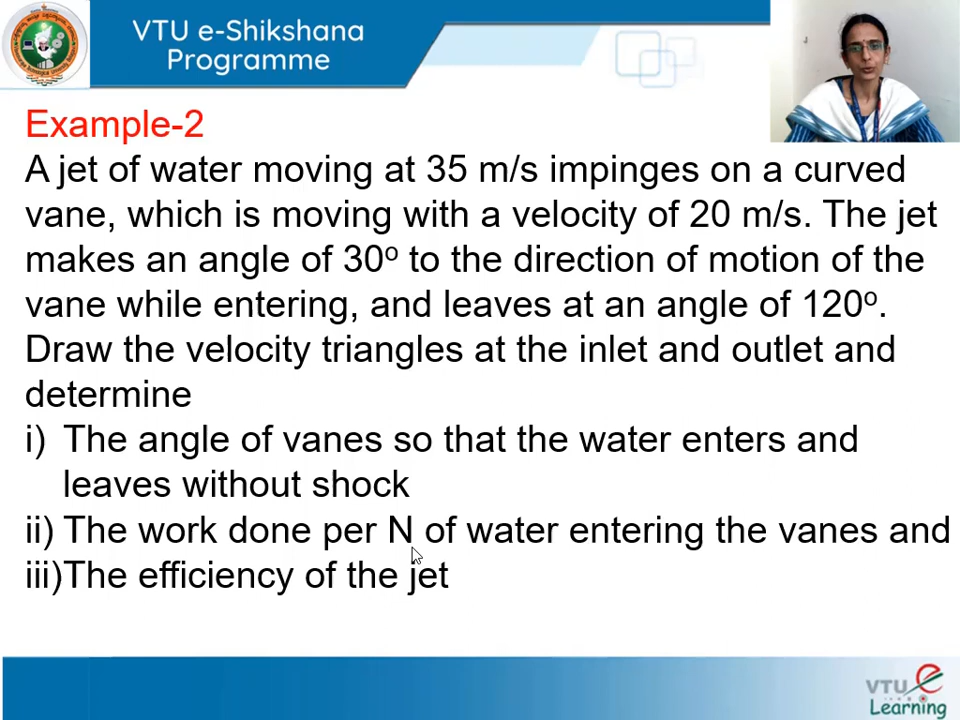 VTU e-Shikshana
Programme
Example-2
A jet of water moving at 35 m/s impinges on a curved
vane, which is moving with a velocity of 20 m/s. The jet
makes an angle of 30º to the direction of motion of the
vane while entering, and leaves at an angle of 120º.
Draw the velocity triangles at the inlet and outlet and
determine
i) The angle of vanes so that the water enters and
leaves without shock
ii) The work done per N of water entering the vanes and
iii)The efficiency of the jet
VTU e
Learning